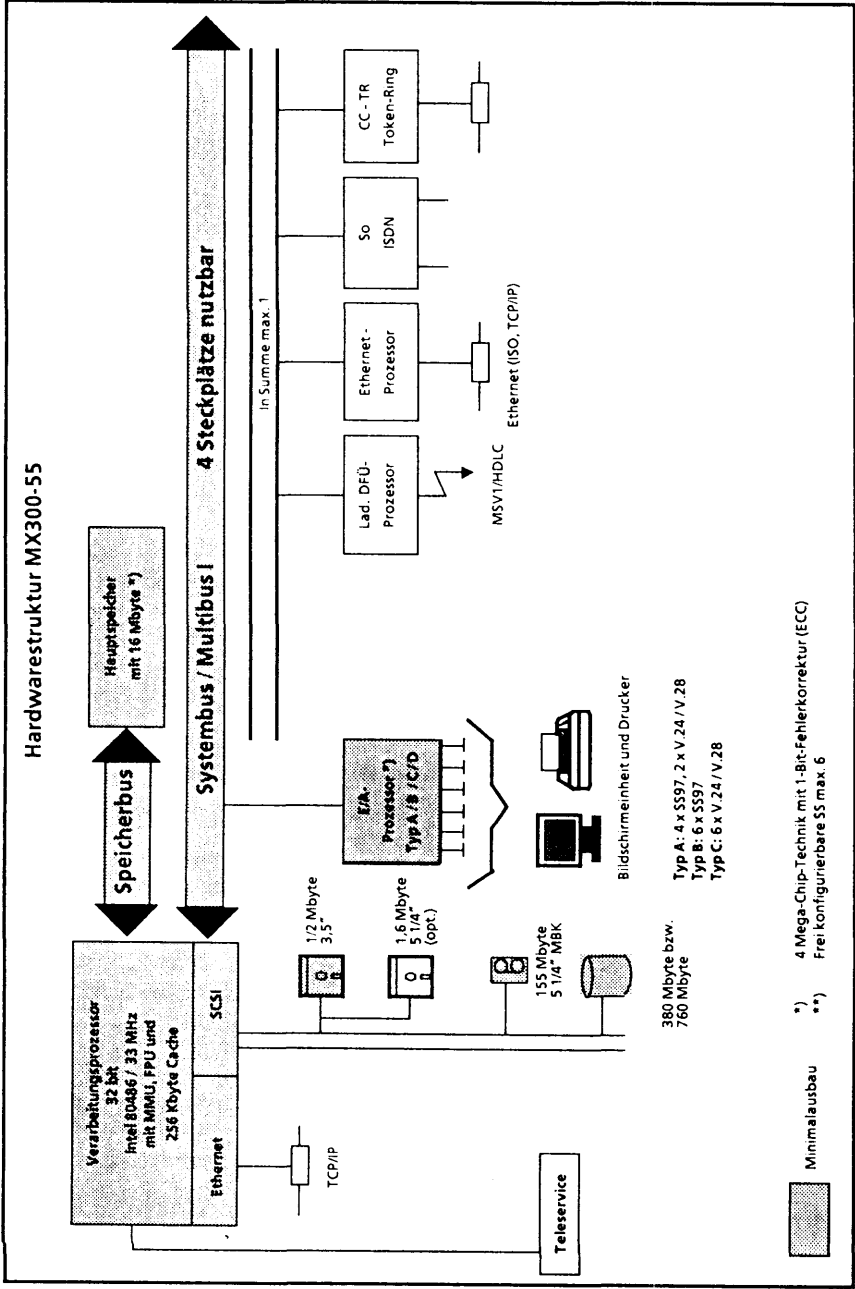 Hardwarestruktur MX300-55
Verarbeitungsprozessor
32 bit
Intel 80486 / 33 MHz
mit MMU, FPU und
256 Kbyte Cache
Ethernet
SCSI
Speicherbus
Hauptspeicher
mit 16 Mbyte *)
Systembus / Multibus I
4 Steckplätze nutzbar
TCP/IP
Teleservice
1/2 Mbyte
3,5"
1,6 Mbyte
5 1/4"
(opt.)
155 Mbyte
5 1/4" MBK
380 Mbyte bzw.
760 Mbyte
E/A-
Prozessor *)
Typ A / B / C / D
Bildschirmeinheit und Drucker
Typ A: 4 x SS97, 2 x V.24 / V.28
Typ B: 6 x SS97
Typ C: 6 x V.24 / V.28
In Summe max. 1
Lad. DFÜ-
Prozessor
MSV1/HDLC
Ethernet -
Prozessor
Ethernet (ISO, TCP/IP)
So
ISDN
CC - TR
Token-Ring
Minimalausbau
*) 4 Mega-Chip-Technik mit 1-Bit-Fehlerkorrektur (ECC)
**) Frei konfigurierbare SS max. 6